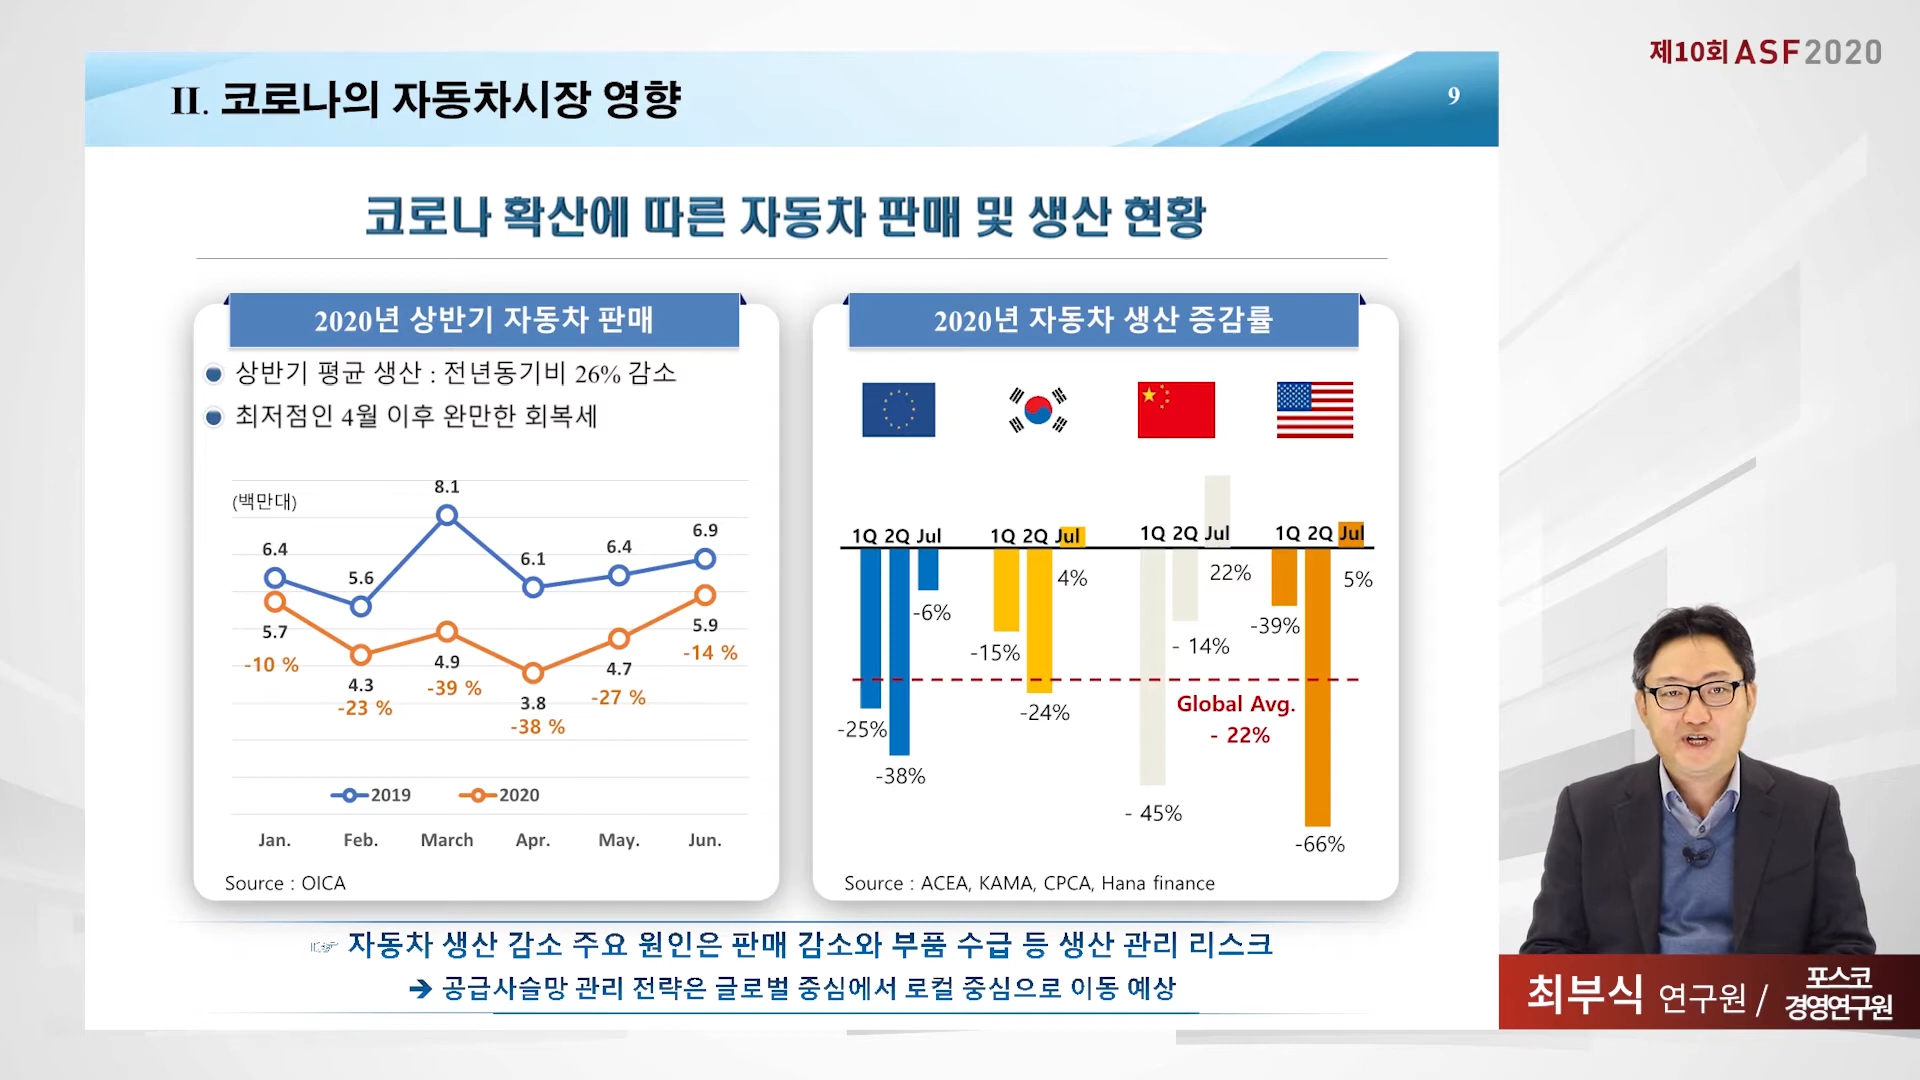 제10회 ASF2020
II. 코로나의 자동차시장 영향
9
코로나 확산에 따른 자동차 판매 및 생산 현황
2020년 상반기 자동차 판매
상반기 평균 생산 : 전년동기비 26% 감소
최저점인 4월 이후 완만한 회복세
(백만대)
6.4 5.6 8.1 6.1 6.4 6.9
5.7 4.3 4.9 3.8 4.7 5.9
-10 % -23 % -39 % -38 % -27 % -14 %
2019 2020
Jan. Feb. March Apr. May. Jun.
Source : OICA
2020년 자동차 생산 증감률
1Q 2Q Jul 1Q 2Q Jul 1Q 2Q Jul 1Q 2Q Jul
-25% -38% -6%
-15% -24% 4%
- 45% - 14% 22%
-39% -66% 5%
Global Avg.
- 22%
Source : ACEA, KAMA, CPCA, Hana finance
☞ 자동차 생산 감소 주요 원인은 판매 감소와 부품 수급 등 생산 관리 리스크
➔ 공급사슬망 관리 전략은 글로벌 중심에서 로컬 중심으로 이동 예상
최부식 연구원 / 포스코
경영연구원